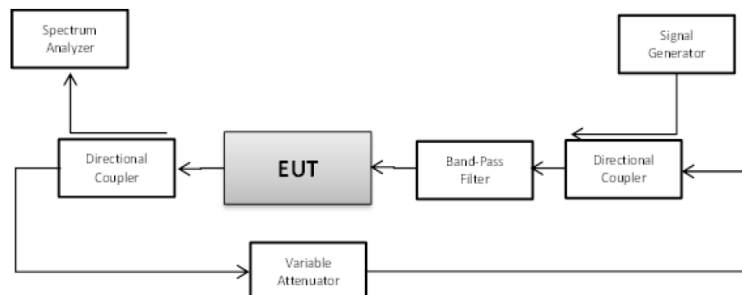 Spectrum
Analyzer
Signal
Generator
Directional
Coupler
EUT
Band-Pass
Filter
Directional
Coupler
Variable
Attenuator